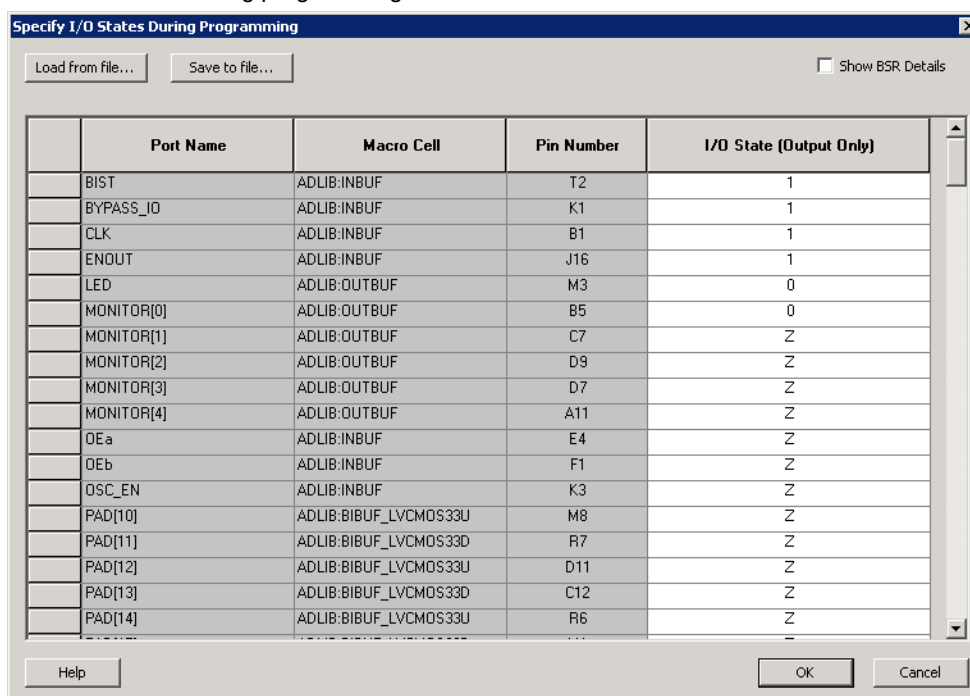 Specify I/O States During Programming
Load from file... Save to file... Show BSR Details
Port Name Macro Cell Pin Number I/O State (Output Only)
BIST ADLIB:INBUF T2 1
BYPASS_IO ADLIB:INBUF K1 1
CLK ADLIB:INBUF B1 1
ENOUT ADLIB:INBUF J16 1
LED ADLIB:OUTBUF M3 0
MONITOR[0] ADLIB:OUTBUF B5 0
MONITOR[1] ADLIB:OUTBUF C7 Z
MONITOR[2] ADLIB:OUTBUF D9 Z
MONITOR[3] ADLIB:OUTBUF D7 Z
MONITOR[4] ADLIB:OUTBUF A11 Z
OEa ADLIB:INBUF E4 Z
OEb ADLIB:INBUF F1 Z
OSC_EN ADLIB:INBUF K3 Z
PAD[10] ADLIB:BIBUF_LVCMOS33U M8 Z
PAD[11] ADLIB:BIBUF_LVCMOS33D R7 Z
PAD[12] ADLIB:BIBUF_LVCMOS33U D11 Z
PAD[13] ADLIB:BIBUF_LVCMOS33D C12 Z
PAD[14] ADLIB:BIBUF_LVCMOS33U R6 Z
Help OK Cancel